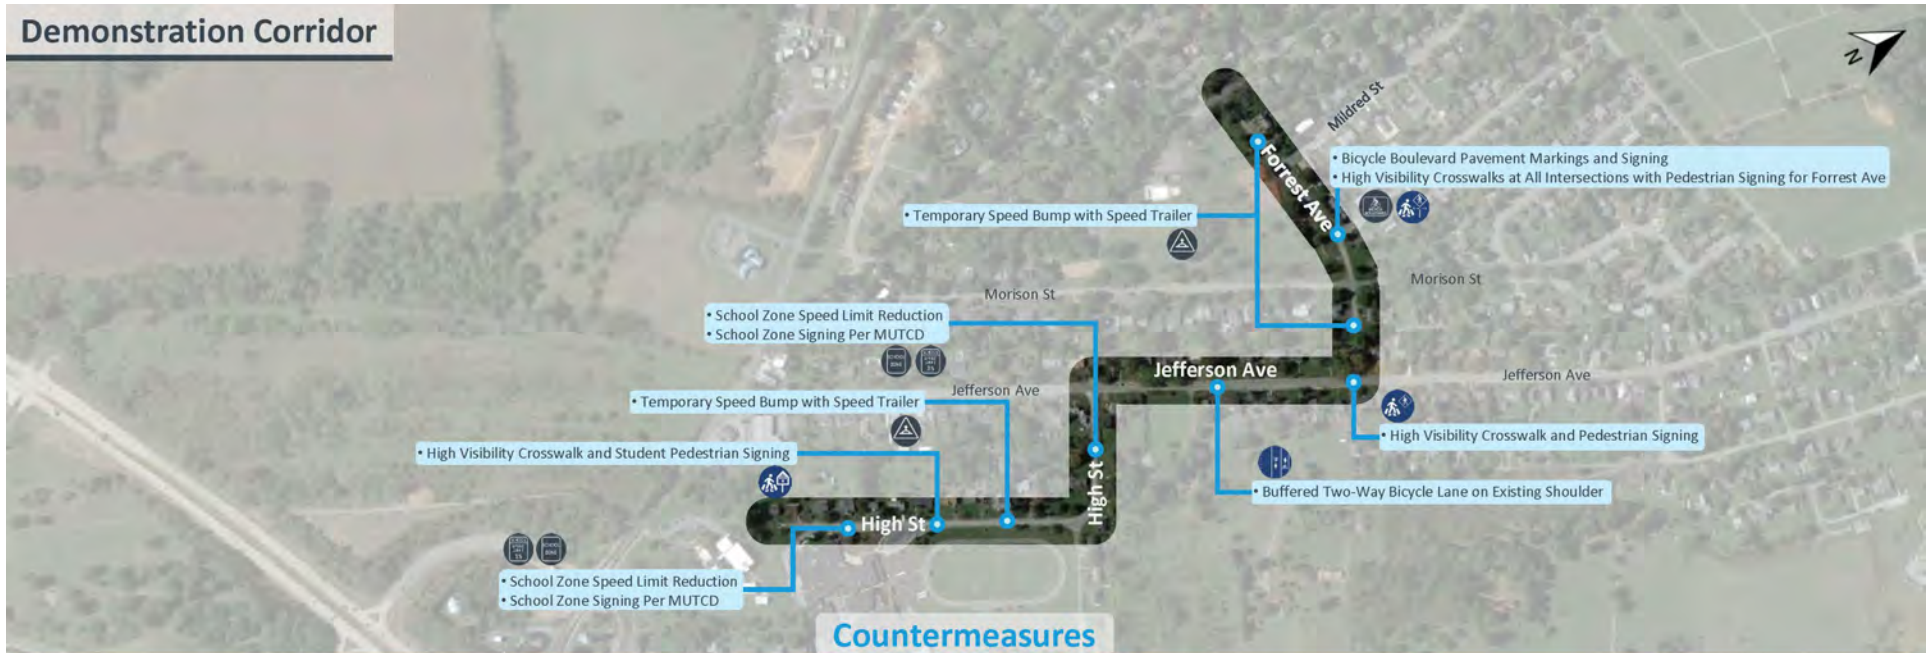 Demonstration Corridor
N
Mildred St
Forrest Ave
• Bicycle Boulevard Pavement Markings and Signing
• High Visibility Crosswalks at All Intersections with Pedestrian Signing for Forrest Ave
• Temporary Speed Bump with Speed Trailer
Morison St
Morison St
• School Zone Speed Limit Reduction
• School Zone Signing Per MUTCD
SCHOOL
ZONE
Jefferson Ave
Jefferson Ave
Jefferson Ave
• Temporary Speed Bump with Speed Trailer
• High Visibility Crosswalk and Pedestrian Signing
• High Visibility Crosswalk and Student Pedestrian Signing
High St
• Buffered Two-Way Bicycle Lane on Existing Shoulder
High St
SCHOOL
ZONE
• School Zone Speed Limit Reduction
• School Zone Signing Per MUTCD
Countermeasures